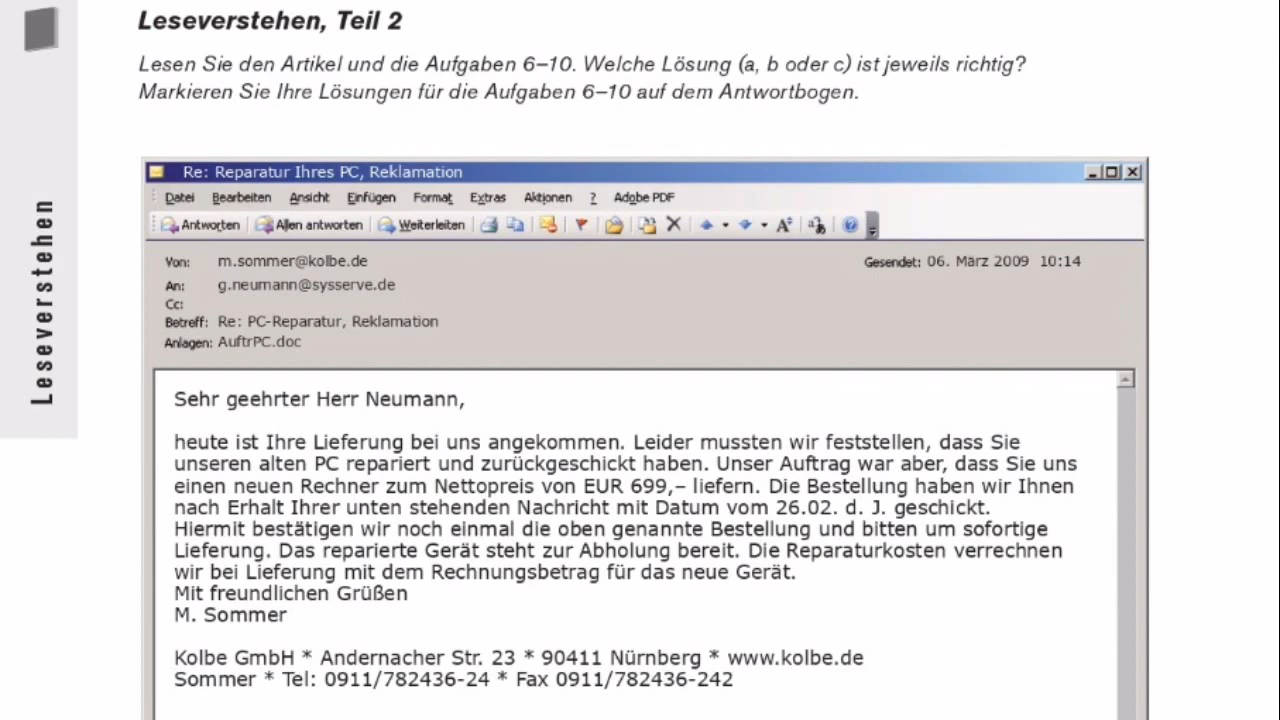 Leseverstehen, Teil 2
Lesen Sie den Artikel und die Aufgaben 6–10. Welche Lösung (a, b oder c) ist jeweils richtig?
Markieren Sie Ihre Lösungen für die Aufgaben 6–10 auf dem Antwortbogen.
Leseverstehen
Re: Reparatur Ihres PC, Reklamation
Datei Bearbeiten Ansicht Einfügen Format Extras Aktionen ? Adobe PDF
Antworten Allen antworten Weiterleiten
Von: m.sommer@kolbe.de Gesendet: 06. März 2009 10:14
An: g.neumann@sysserve.de
Cc:
Betreff: Re: PC-Reparatur, Reklamation
Anlagen: AuftrPC.doc
Sehr geehrter Herr Neumann,
heute ist Ihre Lieferung bei uns angekommen. Leider mussten wir feststellen, dass Sie
unseren alten PC repariert und zurückgeschickt haben. Unser Auftrag war aber, dass Sie uns
einen neuen Rechner zum Nettopreis von EUR 699,– liefern. Die Bestellung haben wir Ihnen
nach Erhalt Ihrer unten stehenden Nachricht mit Datum vom 26.02. d. J. geschickt.
Hiermit bestätigen wir noch einmal die oben genannte Bestellung und bitten um sofortige
Lieferung. Das reparierte Gerät steht zur Abholung bereit. Die Reparaturkosten verrechnen
wir bei Lieferung mit dem Rechnungsbetrag für das neue Gerät.
Mit freundlichen Grüßen
M. Sommer
Kolbe GmbH * Andernacher Str. 23 * 90411 Nürnberg * www.kolbe.de
Sommer * Tel: 0911/782436-24 * Fax 0911/782436-242